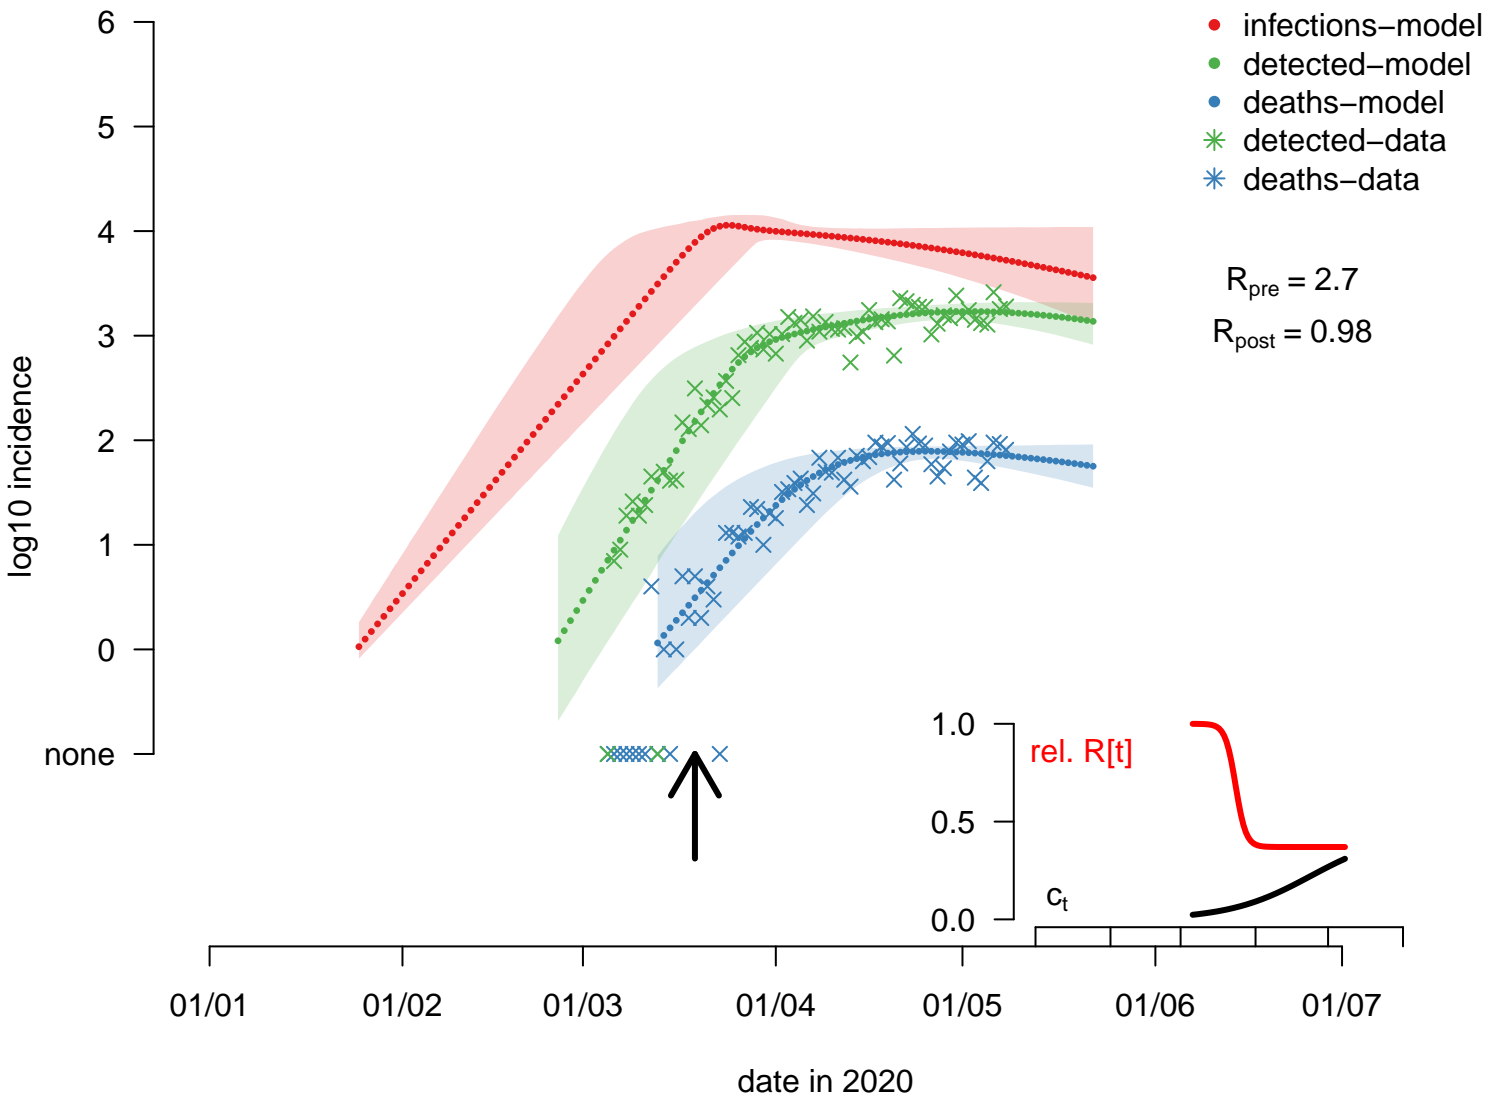 6
5
4
3
2
1
0
none
log10 incidence
infections−model
detected−model
deaths−model
detected−data
deaths−data
R_pre = 2.7
R_post = 0.98
1.0
0.5
0.0
rel. R[t]
c_t
01/01 01/02 01/03 01/04 01/05 01/06 01/07
date in 2020